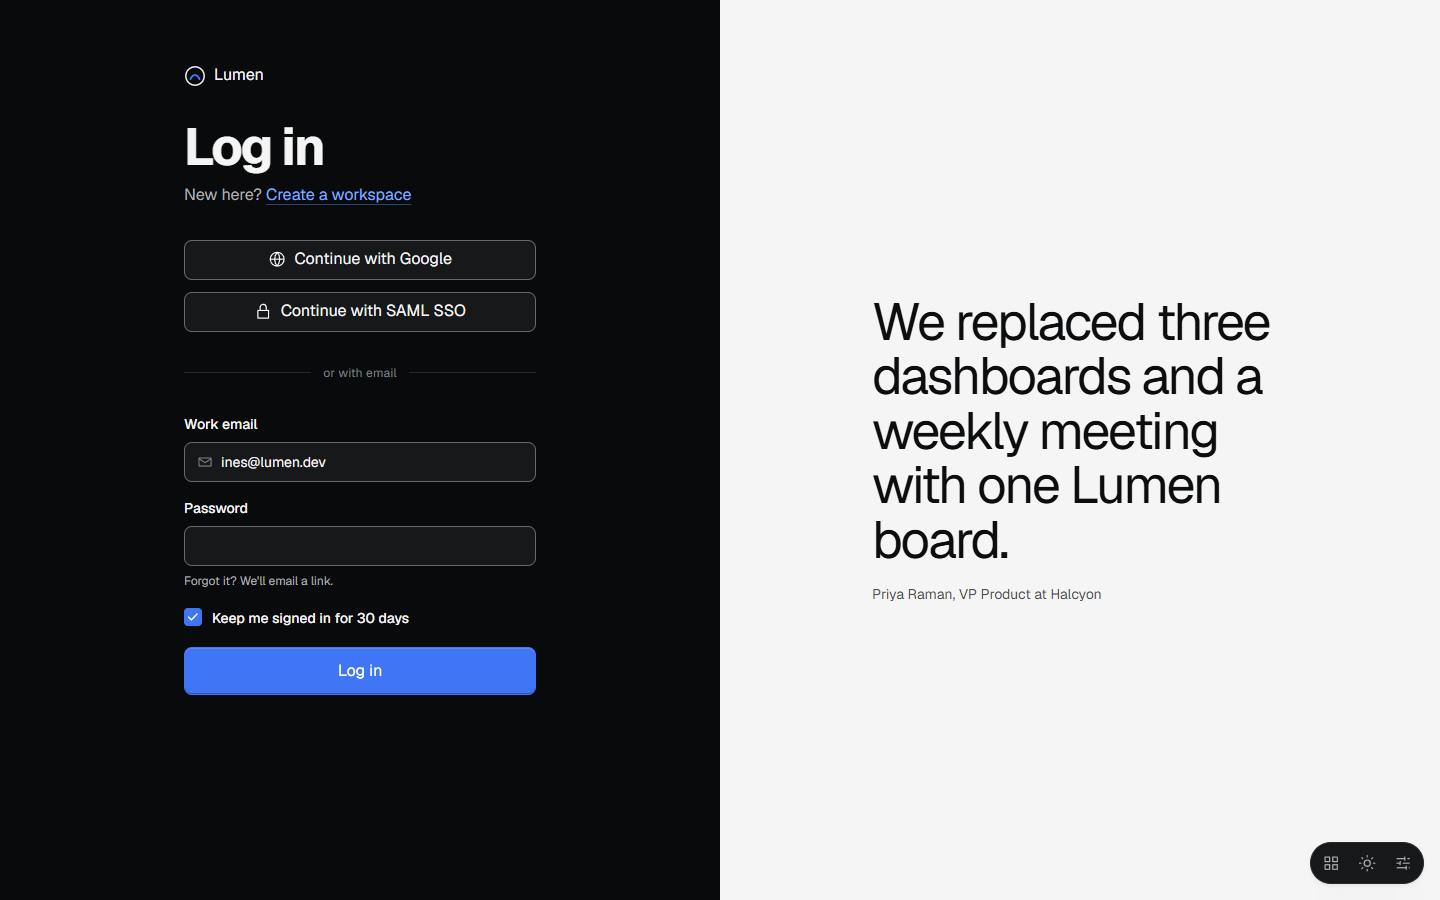 Lumen
Log in
New here? Create a workspace
Continue with Google
Continue with SAML SSO
or with email
Work email
ines@lumen.dev
Password
Forgot it? We'll email a link.
Keep me signed in for 30 days
Log in
We replaced three
dashboards and a
weekly meeting
with one Lumen
board.
Priya Raman, VP Product at Halcyon